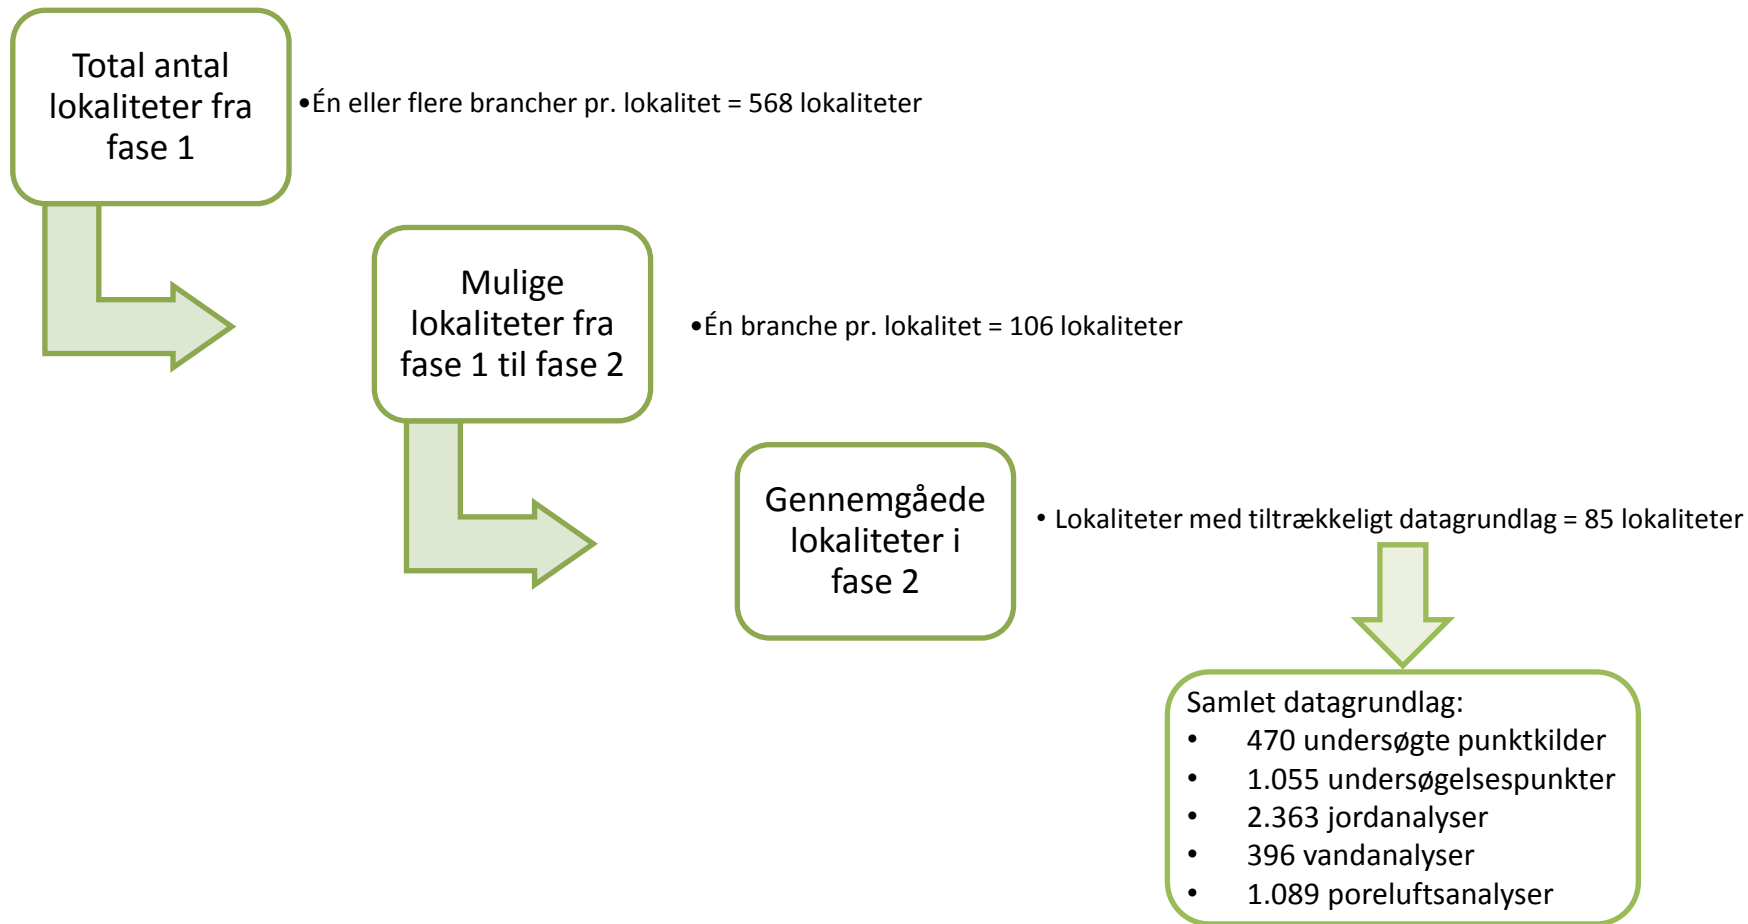 Total antal
lokaliteter fra
fase 1
•Én eller flere brancher pr. lokalitet = 568 lokaliteter
Mulige
lokaliteter fra
fase 1 til fase 2
•Én branche pr. lokalitet = 106 lokaliteter
Gennemgåede
lokaliteter i
fase 2
• Lokaliteter med tiltrækkeligt datagrundlag = 85 lokaliteter
Samlet datagrundlag:
• 470 undersøgte punktkilder
• 1.055 undersøgelsespunkter
• 2.363 jordanalyser
• 396 vandanalyser
• 1.089 poreluftsanalyser